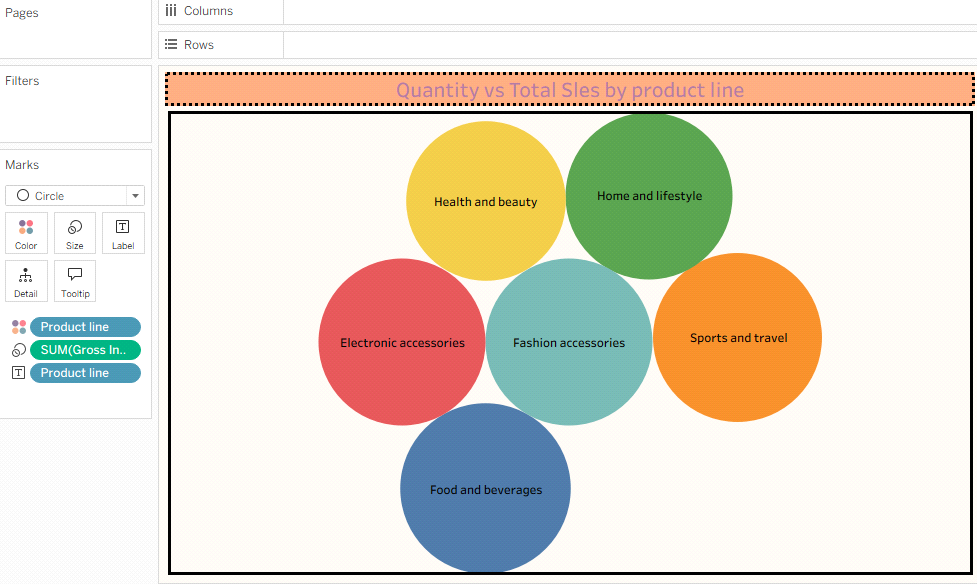 Pages
Columns
Rows
Filters
Quantity vs Total Sles by product line
Marks
Circle
Color
Size
Label
Detail
Tooltip
Product line
SUM(Gross In..
Product line
Health and beauty
Home and lifestyle
Electronic accessories
Fashion accessories
Sports and travel
Food and beverages